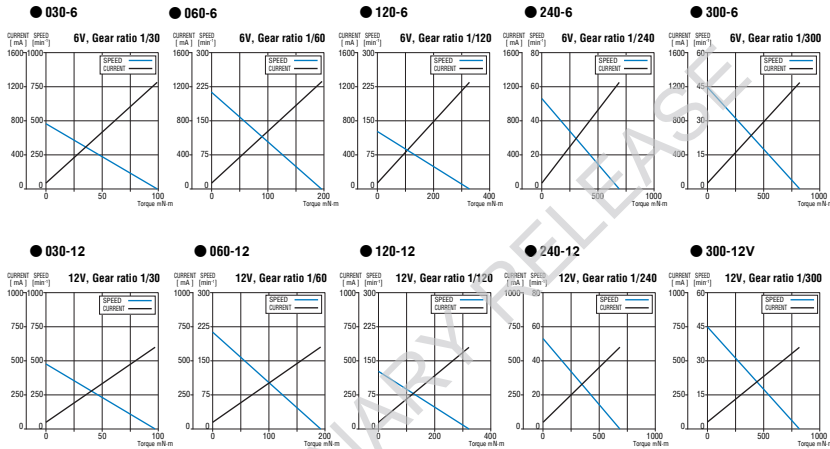 ● 030-6
● 060-6
● 120-6
● 240-6
● 300-6
CURRENT SPEED
[ mA ] [min⁻¹]
6V, Gear ratio 1/30
1600 1000
SPEED
CURRENT
1200 750
800 500
400 250
0 0
0 50 100
Torque mN·m
CURRENT SPEED
[ mA ] [min⁻¹]
6V, Gear ratio 1/60
1600 300
SPEED
CURRENT
1200 225
800 150
400 75
0 0
0 100 200
Torque mN·m
CURRENT SPEED
[ mA ] [min⁻¹]
6V, Gear ratio 1/120
1600 300
SPEED
CURRENT
1200 225
800 150
400 75
0 0
0 200 400
Torque mN·m
CURRENT SPEED
[ mA ] [min⁻¹]
6V, Gear ratio 1/240
1600 80
SPEED
CURRENT
1200 60
800 40
400 20
0 0
0 500 1000
Torque mN·m
CURRENT SPEED
[ mA ] [min⁻¹]
6V, Gear ratio 1/300
1600 60
SPEED
CURRENT
1200 45
800 30
400 15
0 0
0 500 1000
Torque mN·m
● 030-12
● 060-12
● 120-12
● 240-12
● 300-12V
CURRENT SPEED
[ mA ] [min⁻¹]
12V, Gear ratio 1/30
1000 1000
SPEED
CURRENT
750 750
500 500
250 250
0 0
0 50 100
Torque mN·m
CURRENT SPEED
[ mA ] [min⁻¹]
12V, Gear ratio 1/60
1000 300
SPEED
CURRENT
750 225
500 150
250 75
0 0
0 100 200
Torque mN·m
CURRENT SPEED
[ mA ] [min⁻¹]
12V, Gear ratio 1/120
1000 300
SPEED
CURRENT
750 225
500 150
250 75
0 0
0 200 400
Torque mN·m
CURRENT SPEED
[ mA ] [min⁻¹]
12V, Gear ratio 1/240
1000 80
SPEED
CURRENT
750 60
500 40
250 20
0 0
0 500 1000
Torque mN·m
CURRENT SPEED
[ mA ] [min⁻¹]
12V, Gear ratio 1/300
1000 60
SPEED
CURRENT
750 45
500 30
250 15
0 0
0 500 1000
Torque mN·m
NARY RELEASE